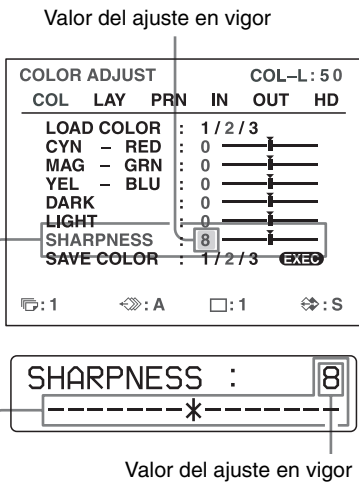 Valor del ajuste en vigor
COLOR ADJUST COL–L:50
COL LAY PRN IN OUT HD
LOAD COLOR : 1/2/3
CYN – RED : 0
MAG – GRN : 0
YEL – BLU : 0
DARK : 0
LIGHT : 0
SHARPNESS : 8
SAVE COLOR : 1/2/3 EXEC
:1 :A :1 :S
SHARPNESS : 8
---------*-------
Valor del ajuste en vigor